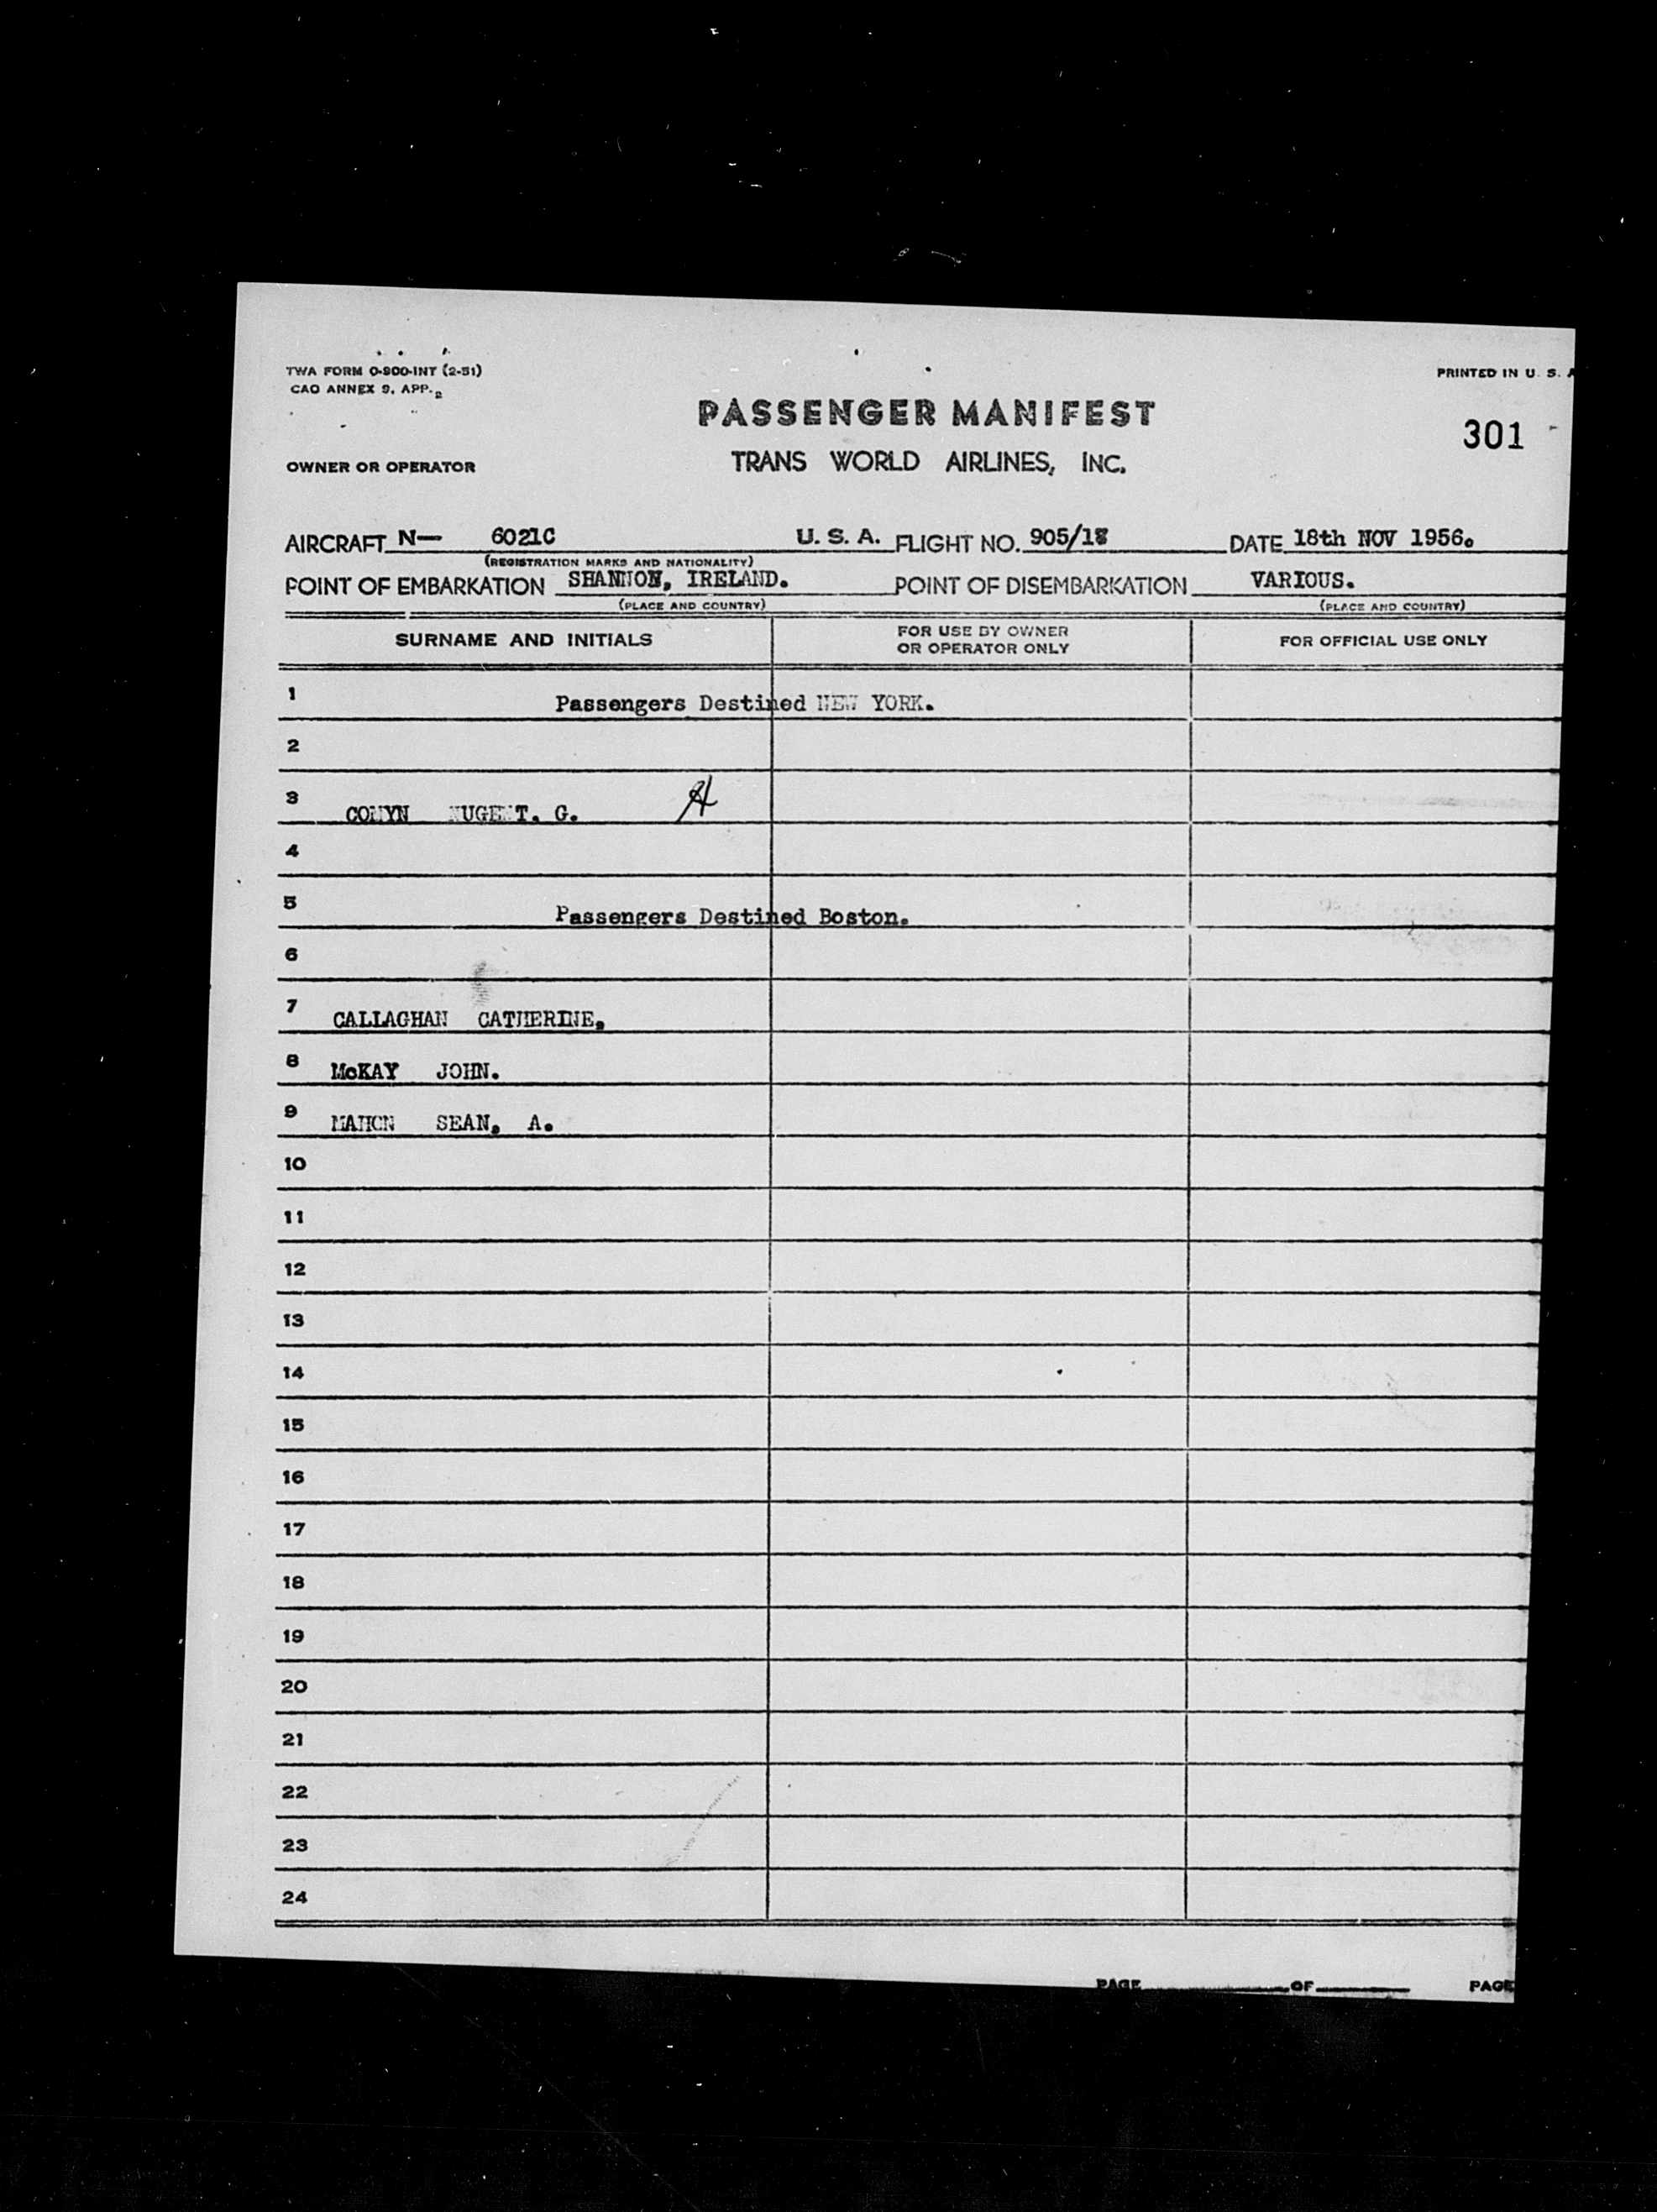 TWA FORM O-900-INT (2-51)
PRINTED IN U. S. A
CAO ANNEX 9, APP. 2
PASSENGER MANIFEST
301
OWNER OR OPERATOR
TRANS WORLD AIRLINES, INC.
AIRCRAFT N— 6021C U. S. A. FLIGHT NO. 905/18 DATE 18th NOV 1956.
(REGISTRATION MARKS AND NATIONALITY)
POINT OF EMBARKATION SHANNON, IRELAND. POINT OF DISEMBARKATION VARIOUS.
(PLACE AND COUNTRY) (PLACE AND COUNTRY)
SURNAME AND INITIALS FOR USE BY OWNER OR OPERATOR ONLY FOR OFFICIAL USE ONLY
1 Passengers Destined NEW YORK.
2
3 COMYN NUGENT. G.
4
5 Passengers Destined Boston.
6
7 CALLAGHAN CATHERINE.
8 McKAY JOHN.
9 MAHON SEAN. A.
10
11
12
13
14
15
16
17
18
19
20
21
22
23
24
PAGE OF PAGE